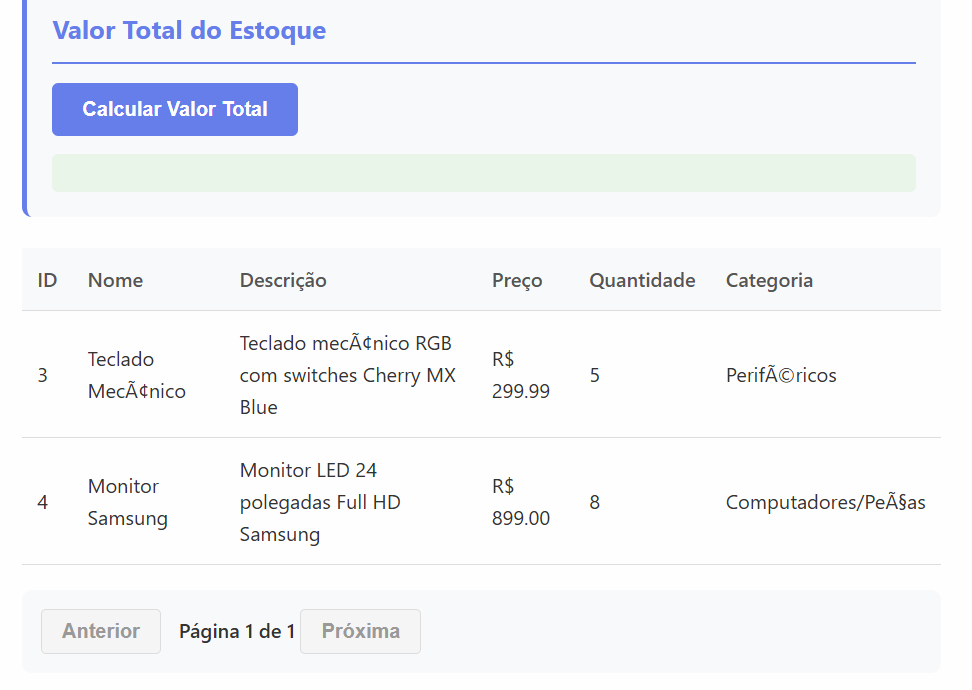 Valor Total do Estoque
Calcular Valor Total
ID Nome Descrição Preço Quantidade Categoria
3
Teclado
MecÃ¢nico
Teclado mecÃ¢nico RGB
com switches Cherry MX
Blue
R$
299.99
5
PerifÃ©ricos
4
Monitor
Samsung
Monitor LED 24
polegadas Full HD
Samsung
R$
899.00
8
Computadores/PeÃ§as
Anterior Página 1 de 1 Próxima